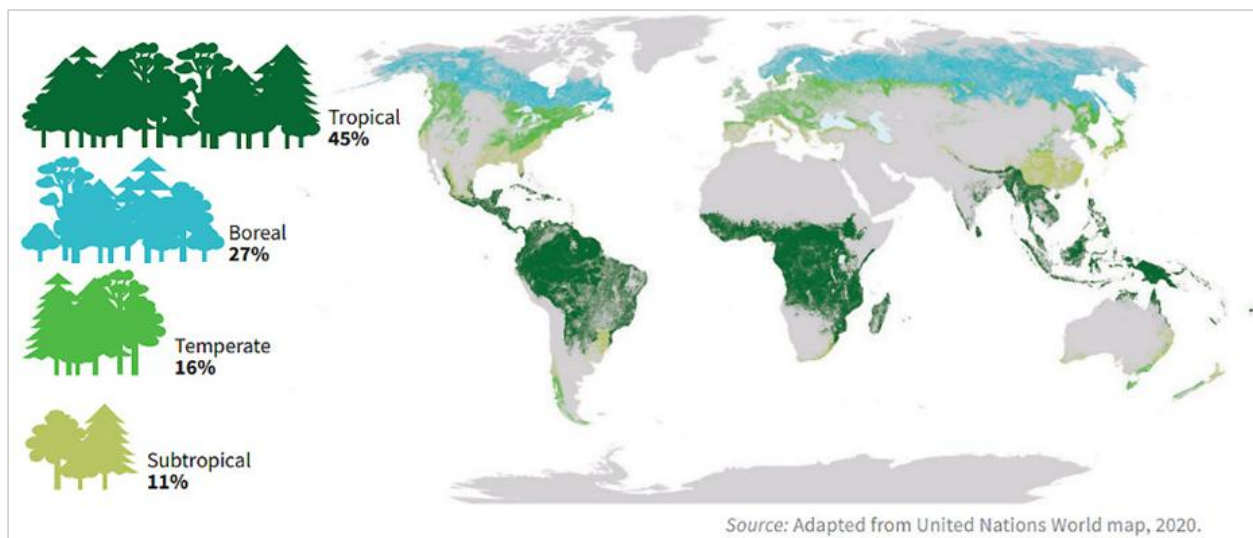 Tropical
45%
Boreal
27%
Temperate
16%
Subtropical
11%
Source: Adapted from United Nations World map, 2020.